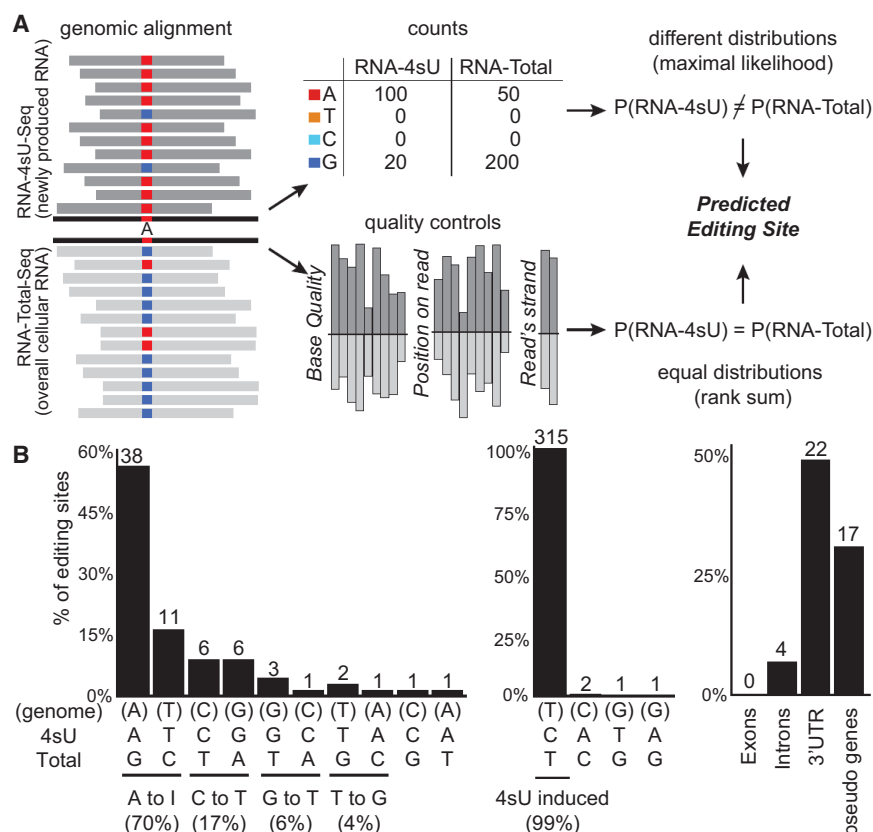 A
genomic alignment
RNA-4sU-Seq
(newly produced RNA)
A
RNA-Total-Seq
(overall cellular RNA)
counts
RNA-4sU RNA-Total
A 100 50
T 0 0
C 0 0
G 20 200
quality controls
Base Quality
Position on read
Read's strand
different distributions
(maximal likelihood)
P(RNA-4sU) ≠ P(RNA-Total)
Predicted
Editing Site
P(RNA-4sU) = P(RNA-Total)
equal distributions
(rank sum)
B
% of editing sites
60%
45%
30%
15%
0%
38 11 6 6 3 1 2 1 1 1
(genome) (A) (T) (C) (G) (G) (C) (T) (A) (C) (A)
4sU A T C G G C T A C A
Total G C T A T A G C G T
A to I C to T G to T T to G
(70%) (17%) (6%) (4%)
100%
75%
50%
25%
0%
315 2 1 1
(T) (C) (G) (G)
C A T A
T C G G
4sU induced
(99%)
50%
25%
0%
0 4 22 17
Exons
Introns
3'UTR
pseudo genes